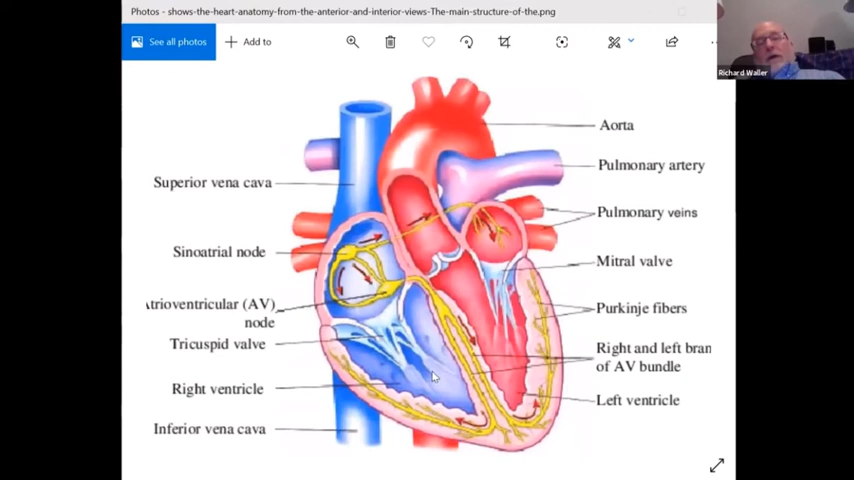 Photos - shows-the-heart-anatomy-from-the-anterior-and-interior-views-The-main-structure-of-the.png
See all photos
Add to
Richard Waller
Aorta
Pulmonary artery
Superior vena cava
Pulmonary veins
Sinoatrial node
Mitral valve
trioventricular (AV)
node
Purkinje fibers
Tricuspid valve
Right and left bran
of AV bundle
Right ventricle
Left ventricle
Inferior vena cava